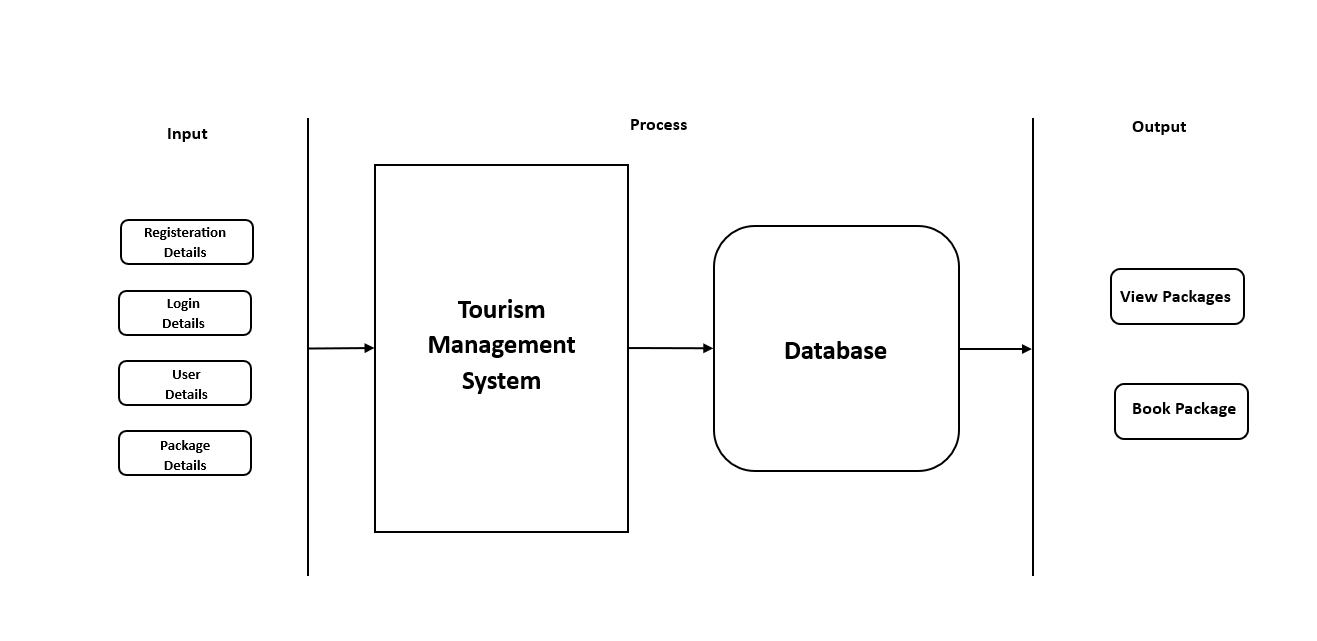 Input
Process
Output
Registeration
Details
Login
Details
User
Details
Package
Details
Tourism
Management
System
Database
View Packages
Book Package